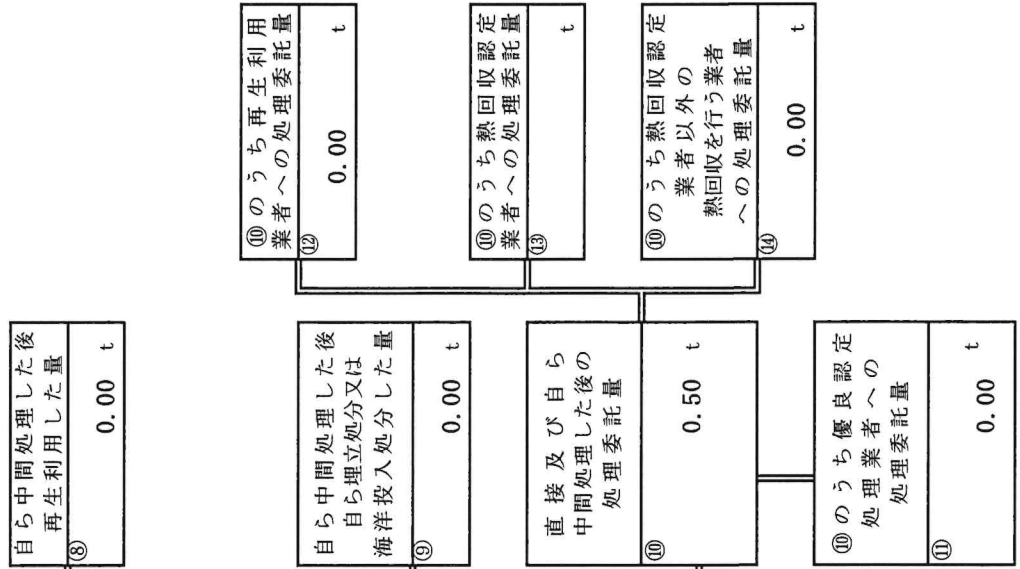 自ら中間処理した後
再生利用した量
⑧
0.00 t
自ら中間処理した後
自ら埋立処分又は
海洋投入処分した量
⑨
0.00 t
直接及び自ら
中間処理した後の
処理委託量
⑩
0.50 t
⑩のうち優良認定
処理業者への
処理委託量
⑪
0.00 t
⑩のうち再生利用
業者への処理委託量
⑫
0.00 t
⑩のうち熱回収認定
業者への処理委託量
⑬
t
⑩のうち熱回収認定
業者以外の
熱回収を行う業者
への処理委託量
⑭
0.00 t